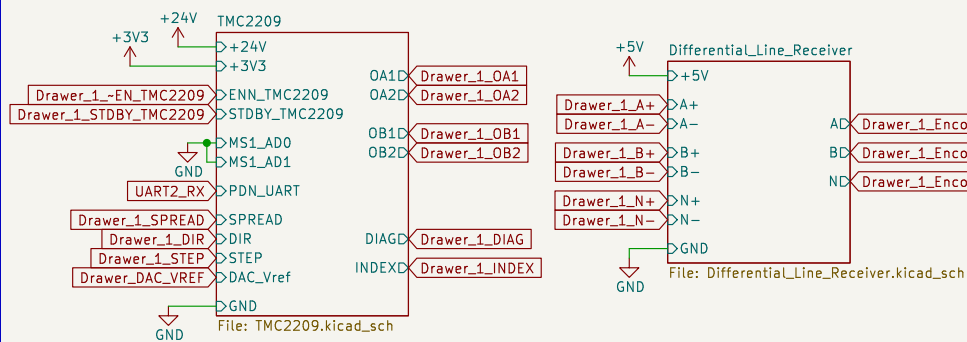 +24V
TMC2209
+3V3
+24V
+3V3
Drawer_1_~EN_TMC2209
ENN_TMC2209
Drawer_1_STDBY_TMC2209
STDBY_TMC2209
MS1_AD0
GND
MS1_AD1
UART2_RX
PDN_UART
Drawer_1_SPREAD
SPREAD
Drawer_1_DIR
DIR
Drawer_1_STEP
STEP
Drawer_DAC_VREF
DAC_Vref
GND
GND
OA1
Drawer_1_OA1
OA2
Drawer_1_OA2
OB1
Drawer_1_OB1
OB2
Drawer_1_OB2
DIAG
Drawer_1_DIAG
INDEX
Drawer_1_INDEX
File: TMC2209.kicad_sch
+5V
Differential_Line_Receiver
+5V
Drawer_1_A+
A+
Drawer_1_A-
A-
Drawer_1_B+
B+
Drawer_1_B-
B-
Drawer_1_N+
N+
Drawer_1_N-
N-
GND
GND
A
Drawer_1_Enco
B
Drawer_1_Enco
N
Drawer_1_Enco
File: Differential_Line_Receiver.kicad_sch